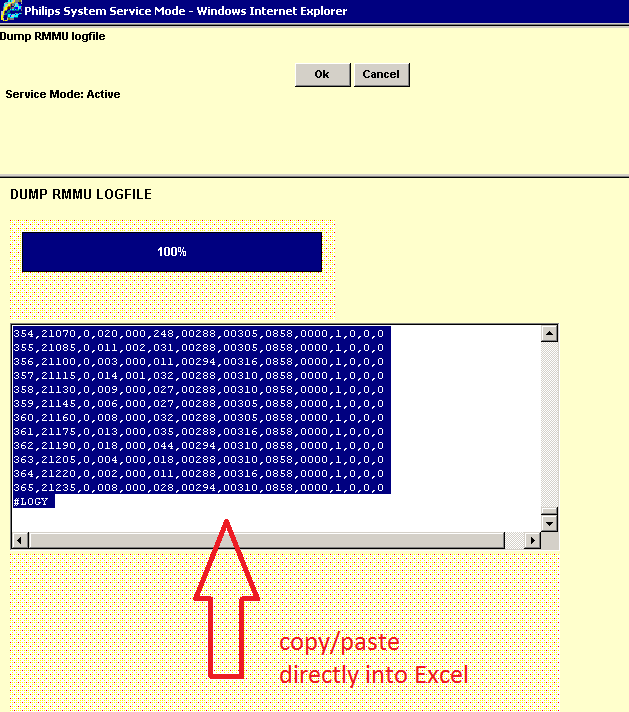 Philips System Service Mode - Windows Internet Explorer
Dump RMMU logfile
Ok Cancel
Service Mode: Active
DUMP RMMU LOGFILE
100%
354,21070,0,020,000,248,00288,00305,0858,0000,1,0,0,0
355,21085,0,011,002,031,00288,00305,0858,0000,1,0,0,0
356,21100,0,003,000,011,00294,00316,0858,0000,1,0,0,0
357,21115,0,014,001,032,00288,00310,0858,0000,1,0,0,0
358,21130,0,009,000,027,00288,00310,0858,0000,1,0,0,0
359,21145,0,006,000,027,00288,00305,0858,0000,1,0,0,0
360,21160,0,008,000,032,00288,00305,0858,0000,1,0,0,0
361,21175,0,013,000,035,00288,00316,0858,0000,1,0,0,0
362,21190,0,018,000,044,00294,00310,0858,0000,1,0,0,0
363,21205,0,004,000,018,00288,00310,0858,0000,1,0,0,0
364,21220,0,002,000,011,00288,00316,0858,0000,1,0,0,0
365,21235,0,008,000,028,00294,00310,0858,0000,1,0,0,0
#LOGY
copy/paste
directly into Excel